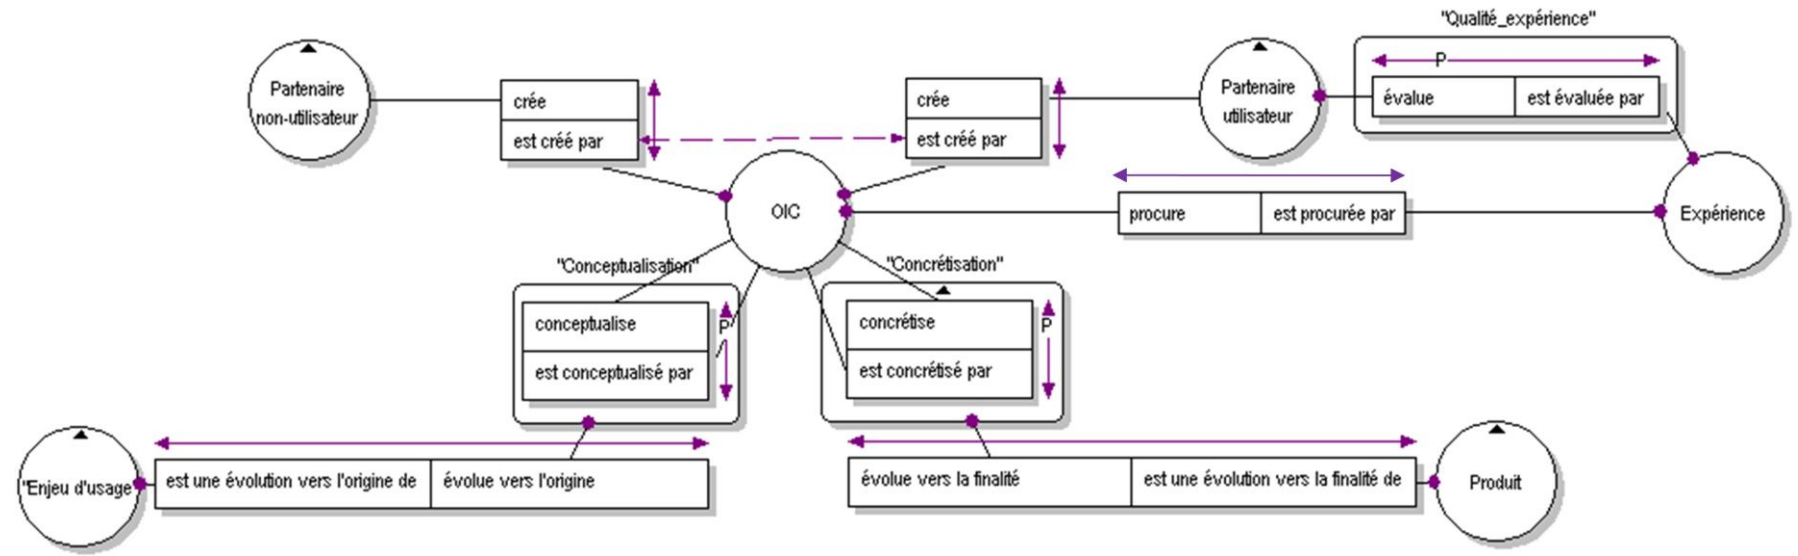 "Qualité_expérience"
Partenaire
non-utilisateur
crée
est créé par
crée
est créé par
Partenaire
utilisateur
P
évalue
est évaluée par
OIC
procure
est procurée par
Expérience
"Conceptualisation"
"Concrétisation"
conceptualise
est conceptualisé par
P
concrétise
est concrétisé par
P
"Enjeu d'usage
est une évolution vers l'origine de
évolue vers l'origine
évolue vers la finalité
est une évolution vers la finalité de
Produit